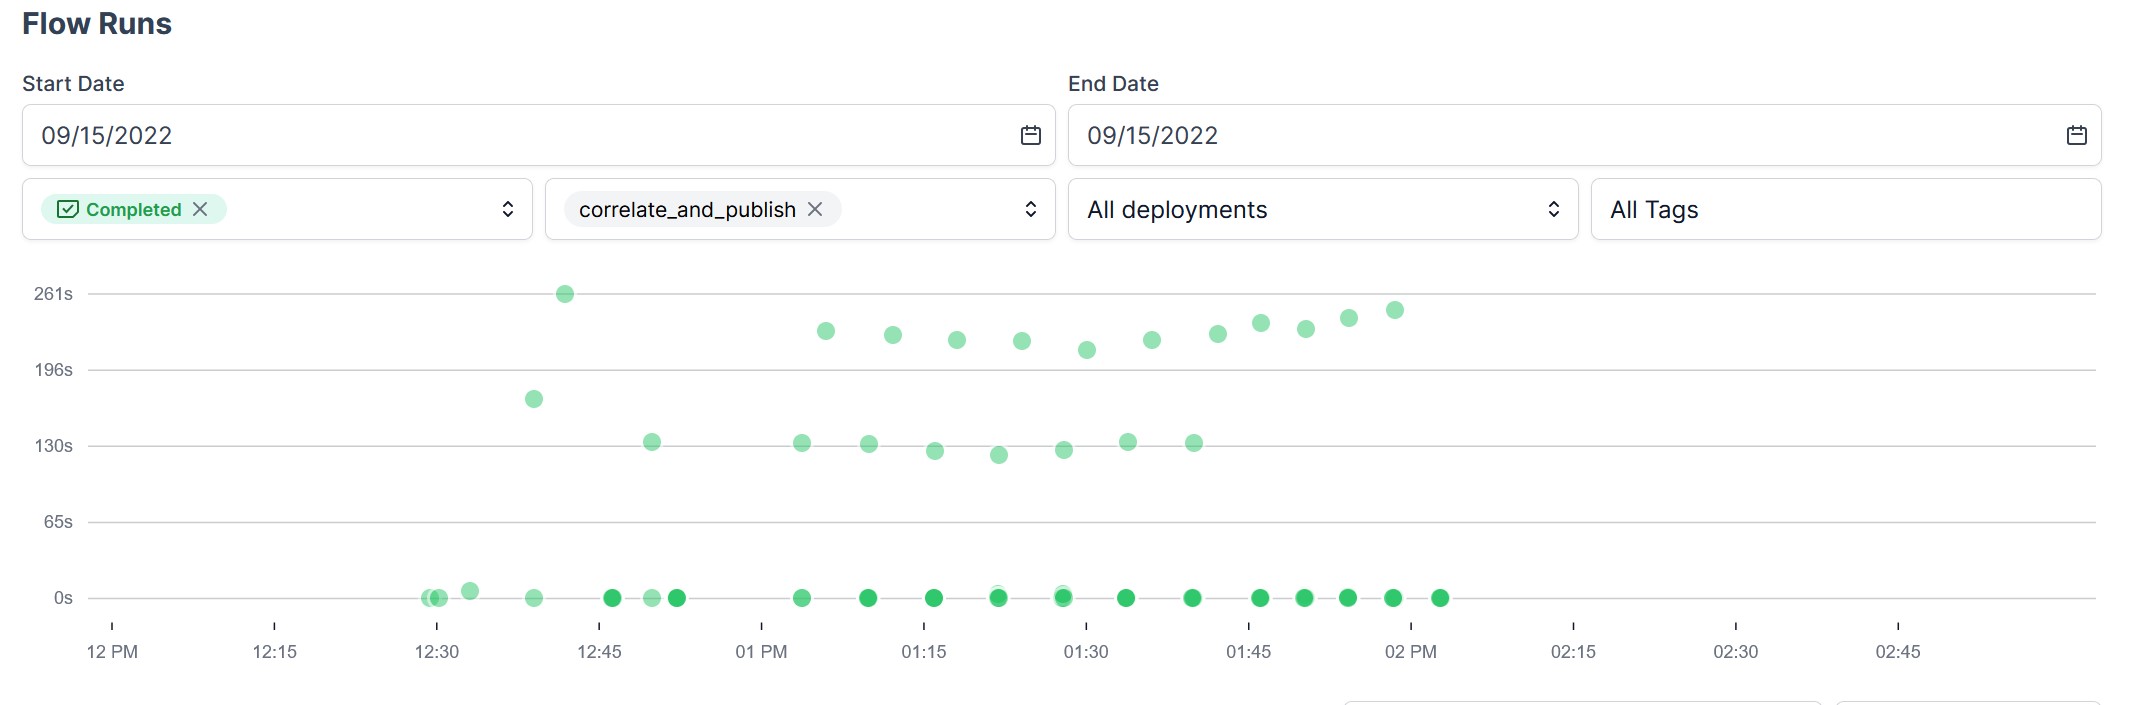 Flow Runs
Start Date
End Date
09/15/2022
09/15/2022
Completed
correlate_and_publish
All deployments
All Tags
261s
196s
130s
65s
0s
12 PM 12:15 12:30 12:45 01 PM 01:15 01:30 01:45 02 PM 02:15 02:30 02:45